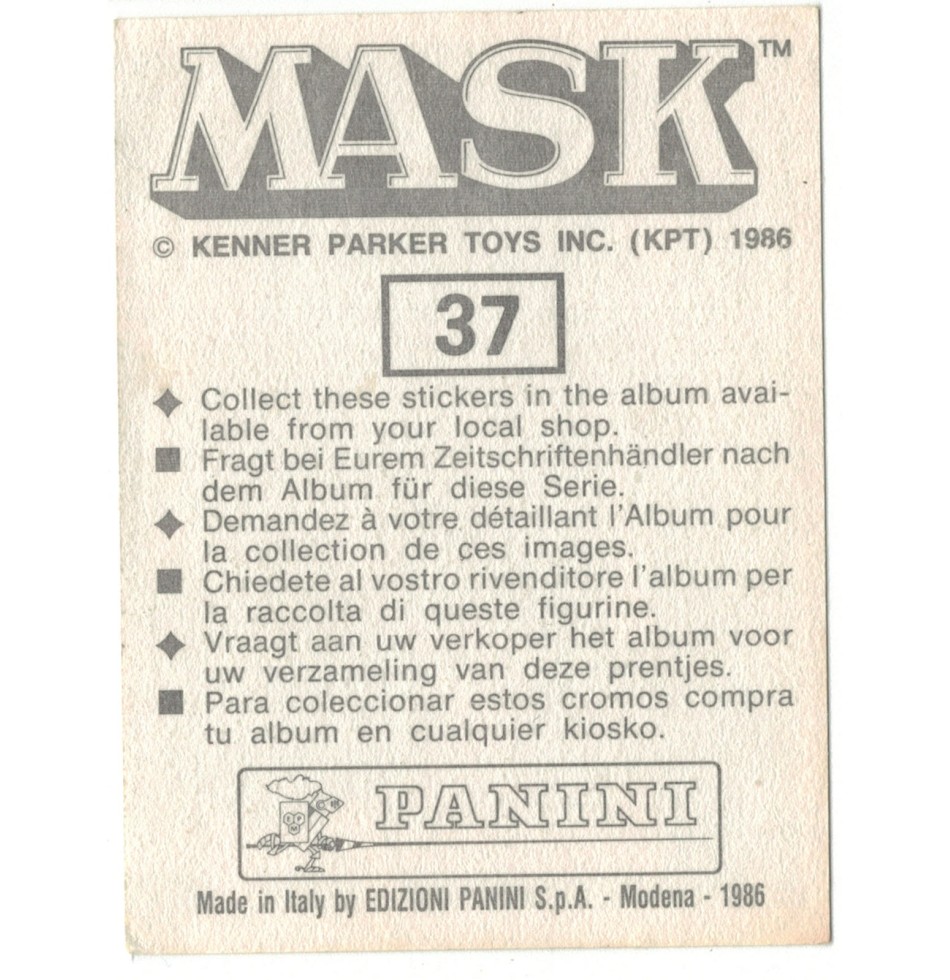 MASK™
© KENNER PARKER TOYS INC. (KPT) 1986
37
Collect these stickers in the album avai-
lable from your local shop.
Fragt bei Eurem Zeitschriftenhändler nach
dem Album für diese Serie.
Demandez à votre détaillant l'Album pour
la collection de ces images.
Chiedete al vostro rivenditore l'album per
la raccolta di queste figurine.
Vraagt aan uw verkoper het album voor
uw verzameling van deze prentjes.
Para coleccionar estos cromos compra
tu album en cualquier kiosko.
PANINI
Made in Italy by EDIZIONI PANINI S.p.A. - Modena - 1986